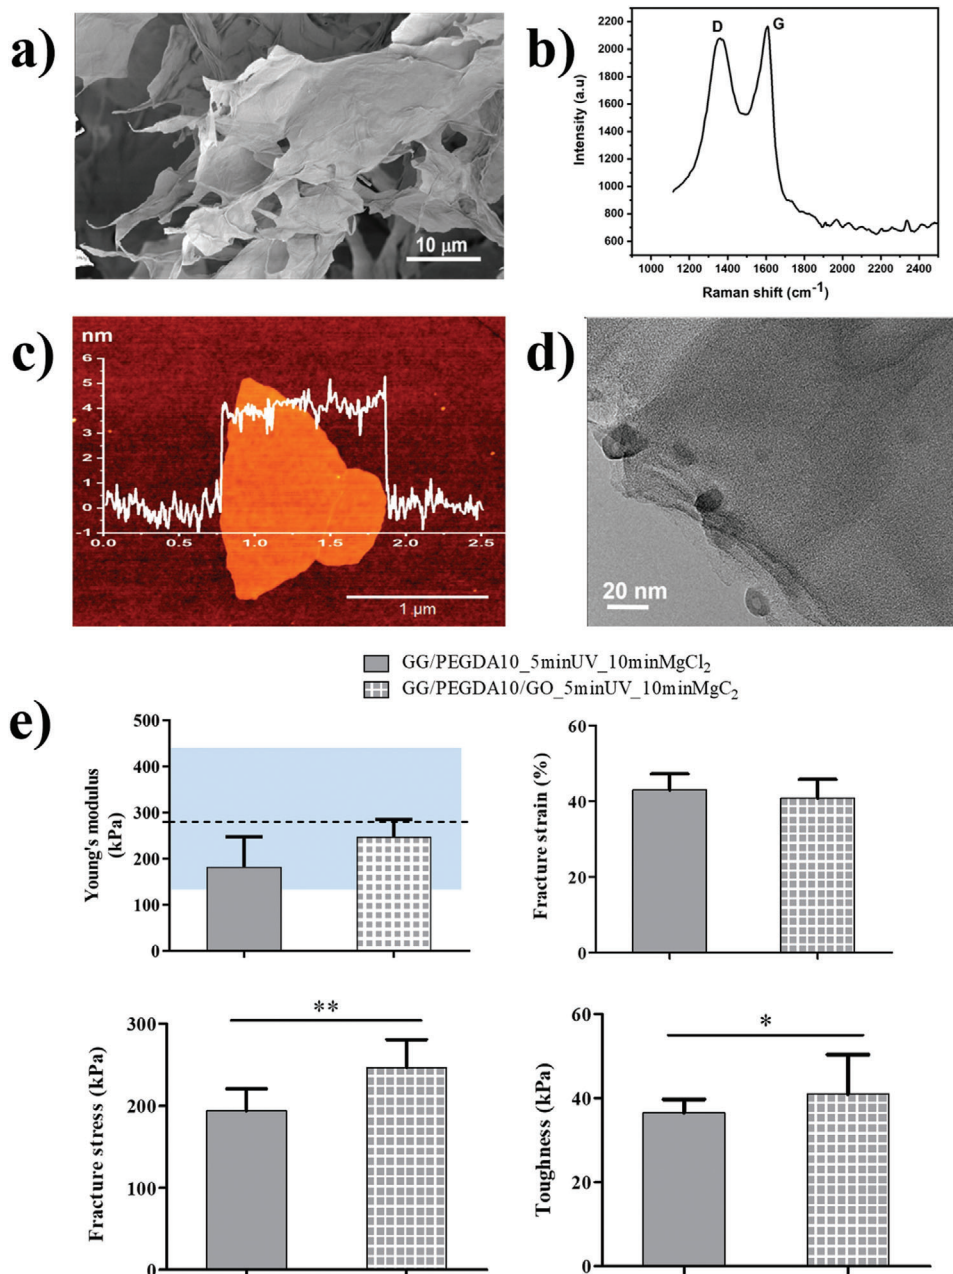 a)
10 μm
b)
Intensity (a.u)
2200
2000
1800
1600
1400
1200
1000
800
600
D
G
1000 1200 1400 1600 1800 2000 2200 2400
Raman shift (cm⁻¹)
c)
nm
6
5
4
3
2
1
0
-1
0.0 0.5 1.0 1.5 2.0 2.5
1 μm
d)
20 nm
GG/PEGDA10_5minUV_10minMgCl₂
GG/PEGDA10/GO_5minUV_10minMgC₂
e)
Young's modulus
(kPa)
500
400
300
200
100
0
Fracture strain (%)
60
40
20
0
Fracture stress (kPa)
300
200
100
0
**
Toughness (kPa)
60
40
20
0
*